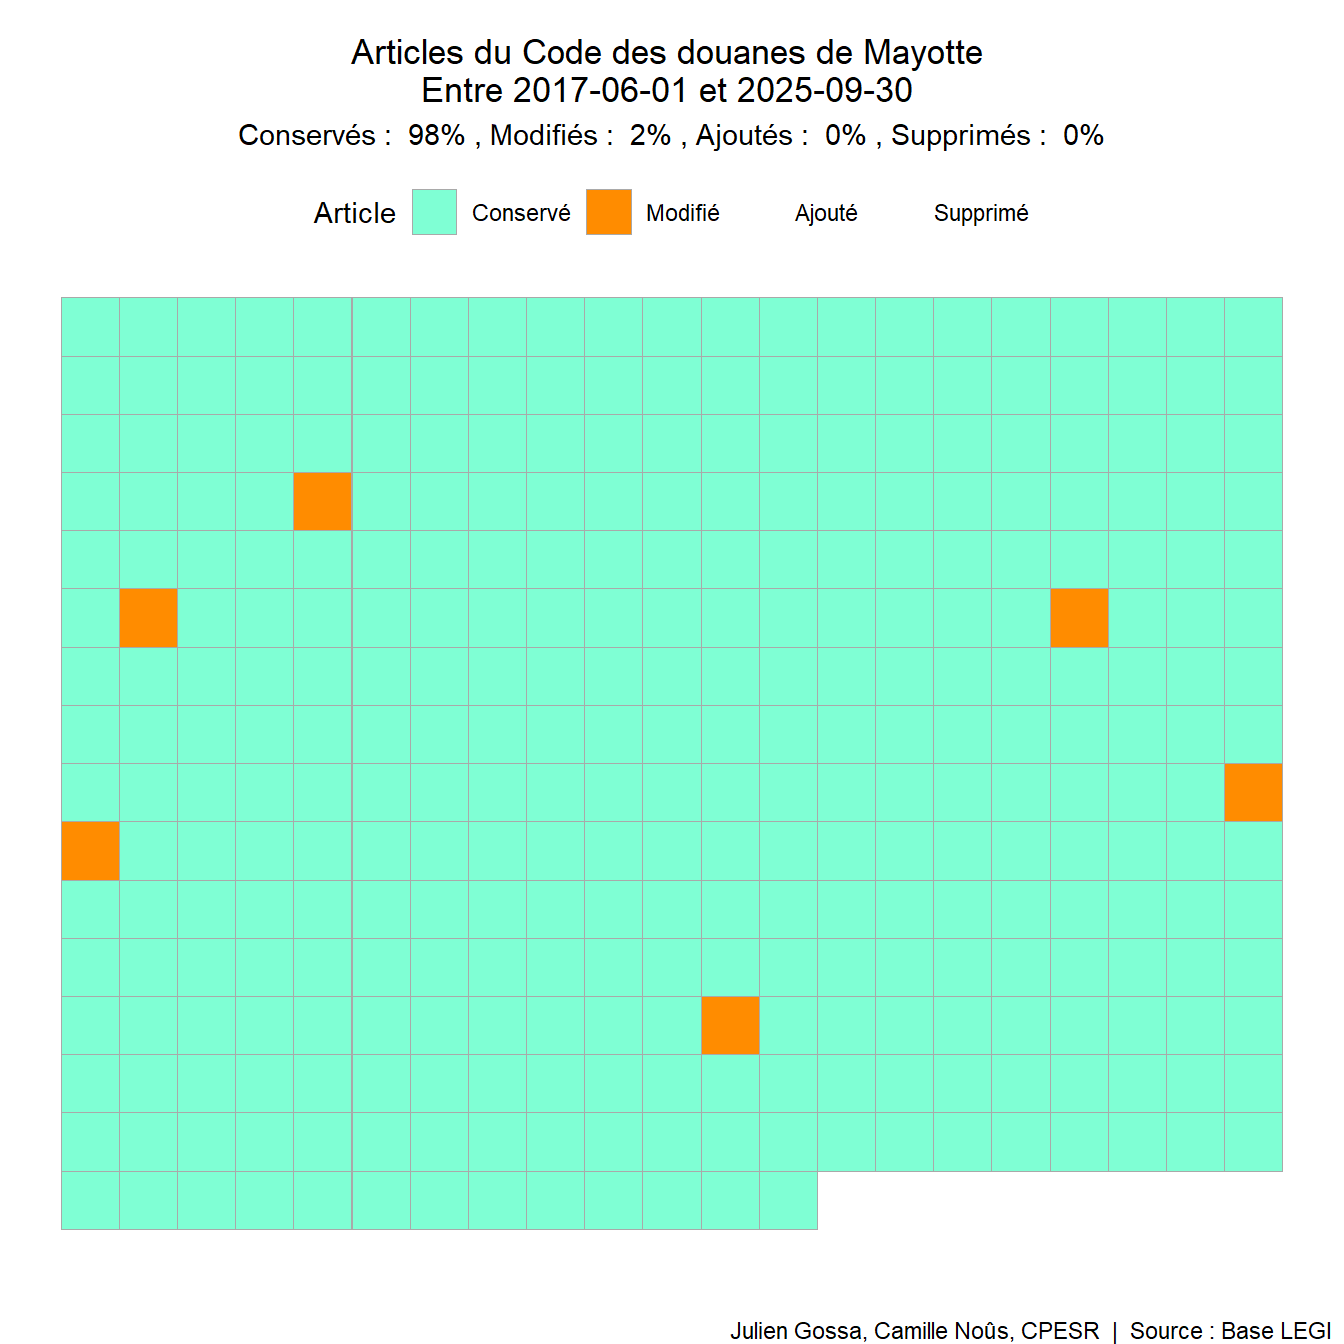 Articles du Code des douanes de Mayotte
Entre 2017-06-01 et 2025-09-30
Conservés :  98% , Modifiés :  2% , Ajoutés :  0% , Supprimés :  0%
Article Conservé Modifié Ajouté Supprimé
Julien Gossa, Camille Noûs, CPESR | Source : Base LEGI